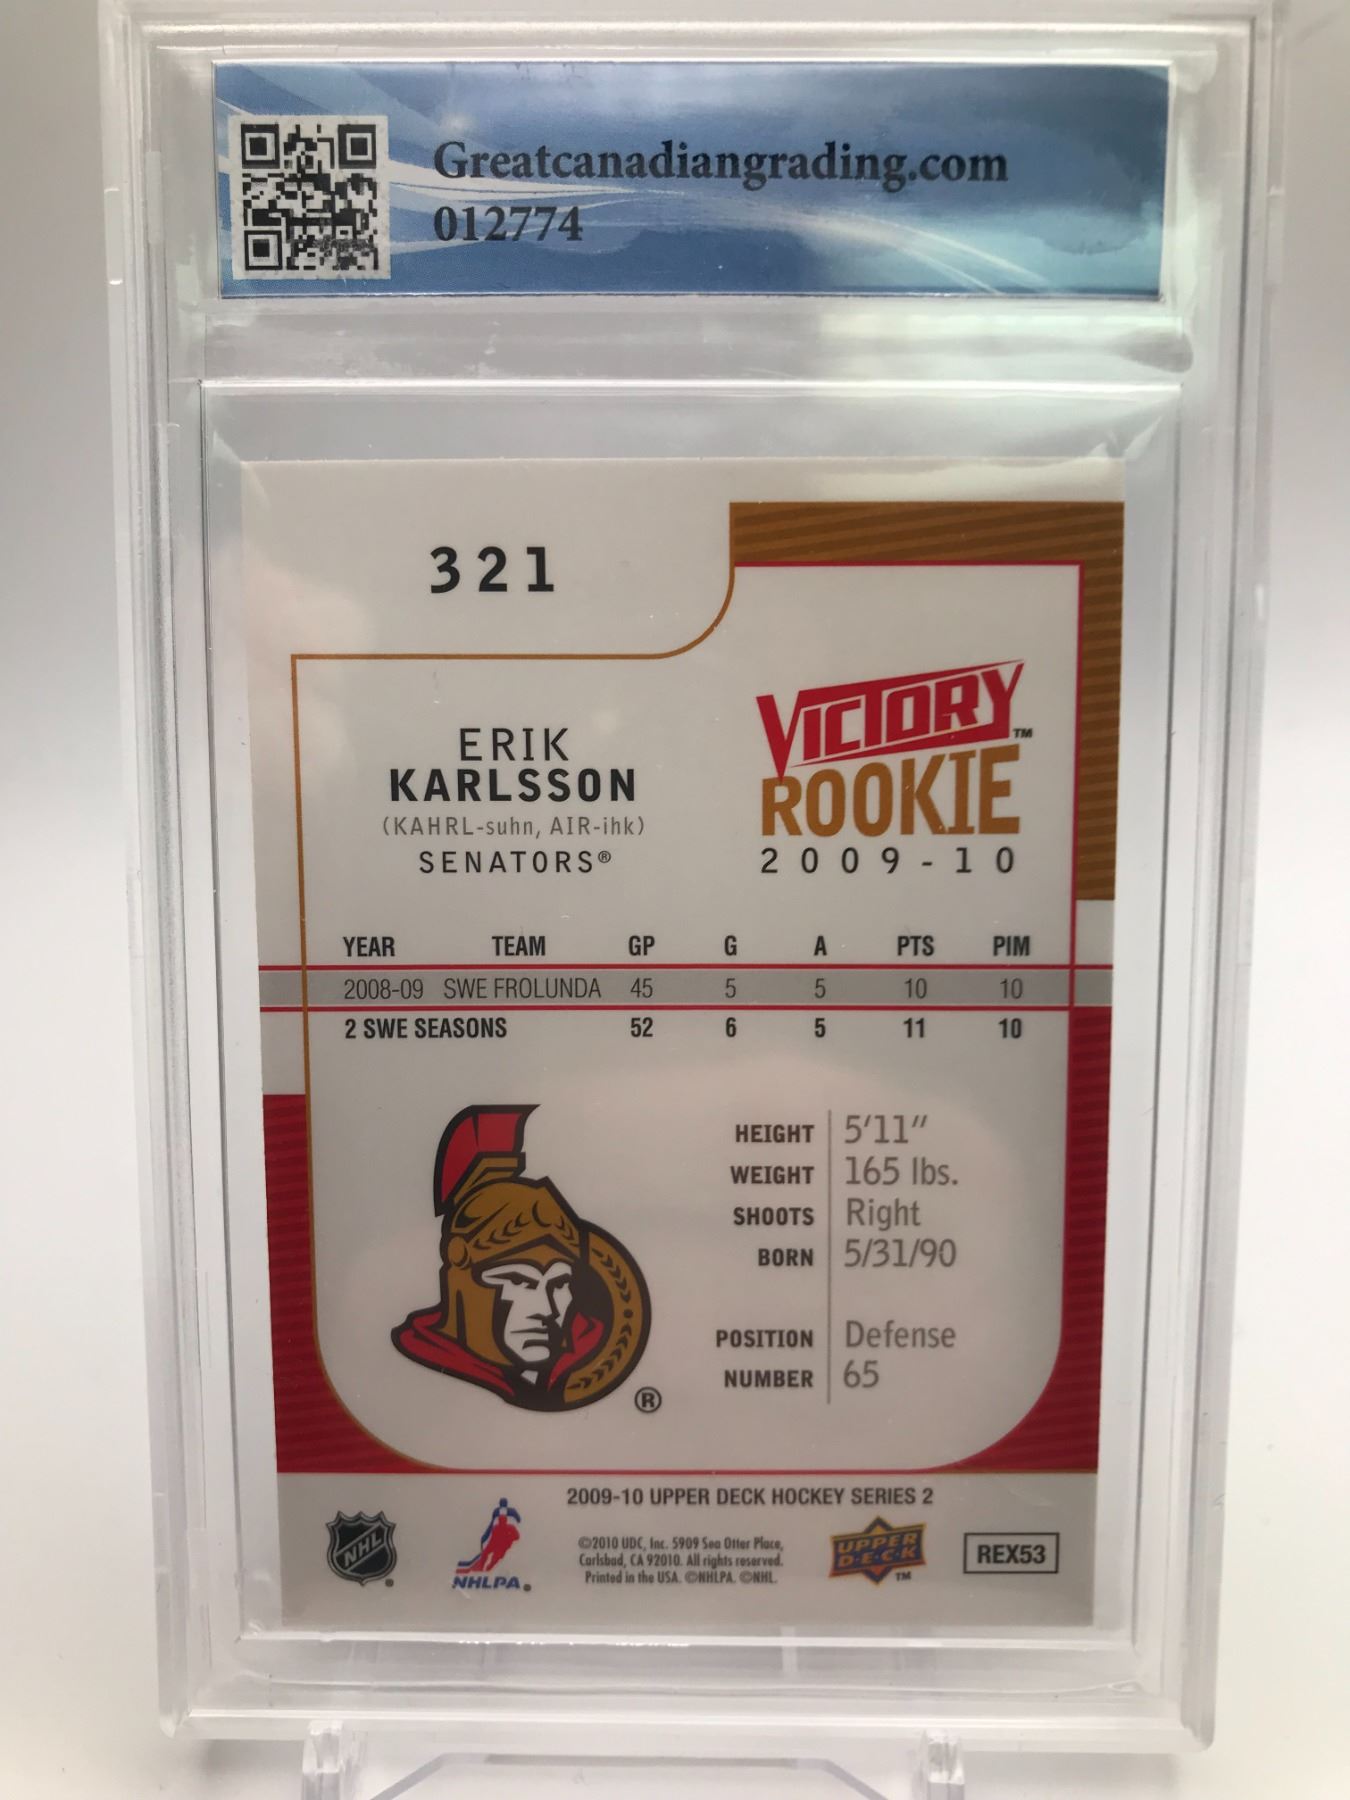 Greatcanadiangrading.com
012774
321
VICTORY™
ROOKIE
2009-10
ERIK
KARLSSON
(KAHRL-suhn, AIR-ihk)
SENATORS®
YEAR TEAM GP G A PTS PIM
2008-09 SWE FROLUNDA 45 5 5 10 10
2 SWE SEASONS 52 6 5 11 10
HEIGHT 5'11"
WEIGHT 165 lbs.
SHOOTS Right
BORN 5/31/90
POSITION Defense
NUMBER 65
®
2009-10 UPPER DECK HOCKEY SERIES 2
NHL®
NHLPA®
©2010 UDC, Inc. 5909 Sea Otter Place,
Carlsbad, CA 92010. All rights reserved.
Printed in the USA. ©NHLPA. ©NHL.
UPPER
D·E·C·K
™
REX53